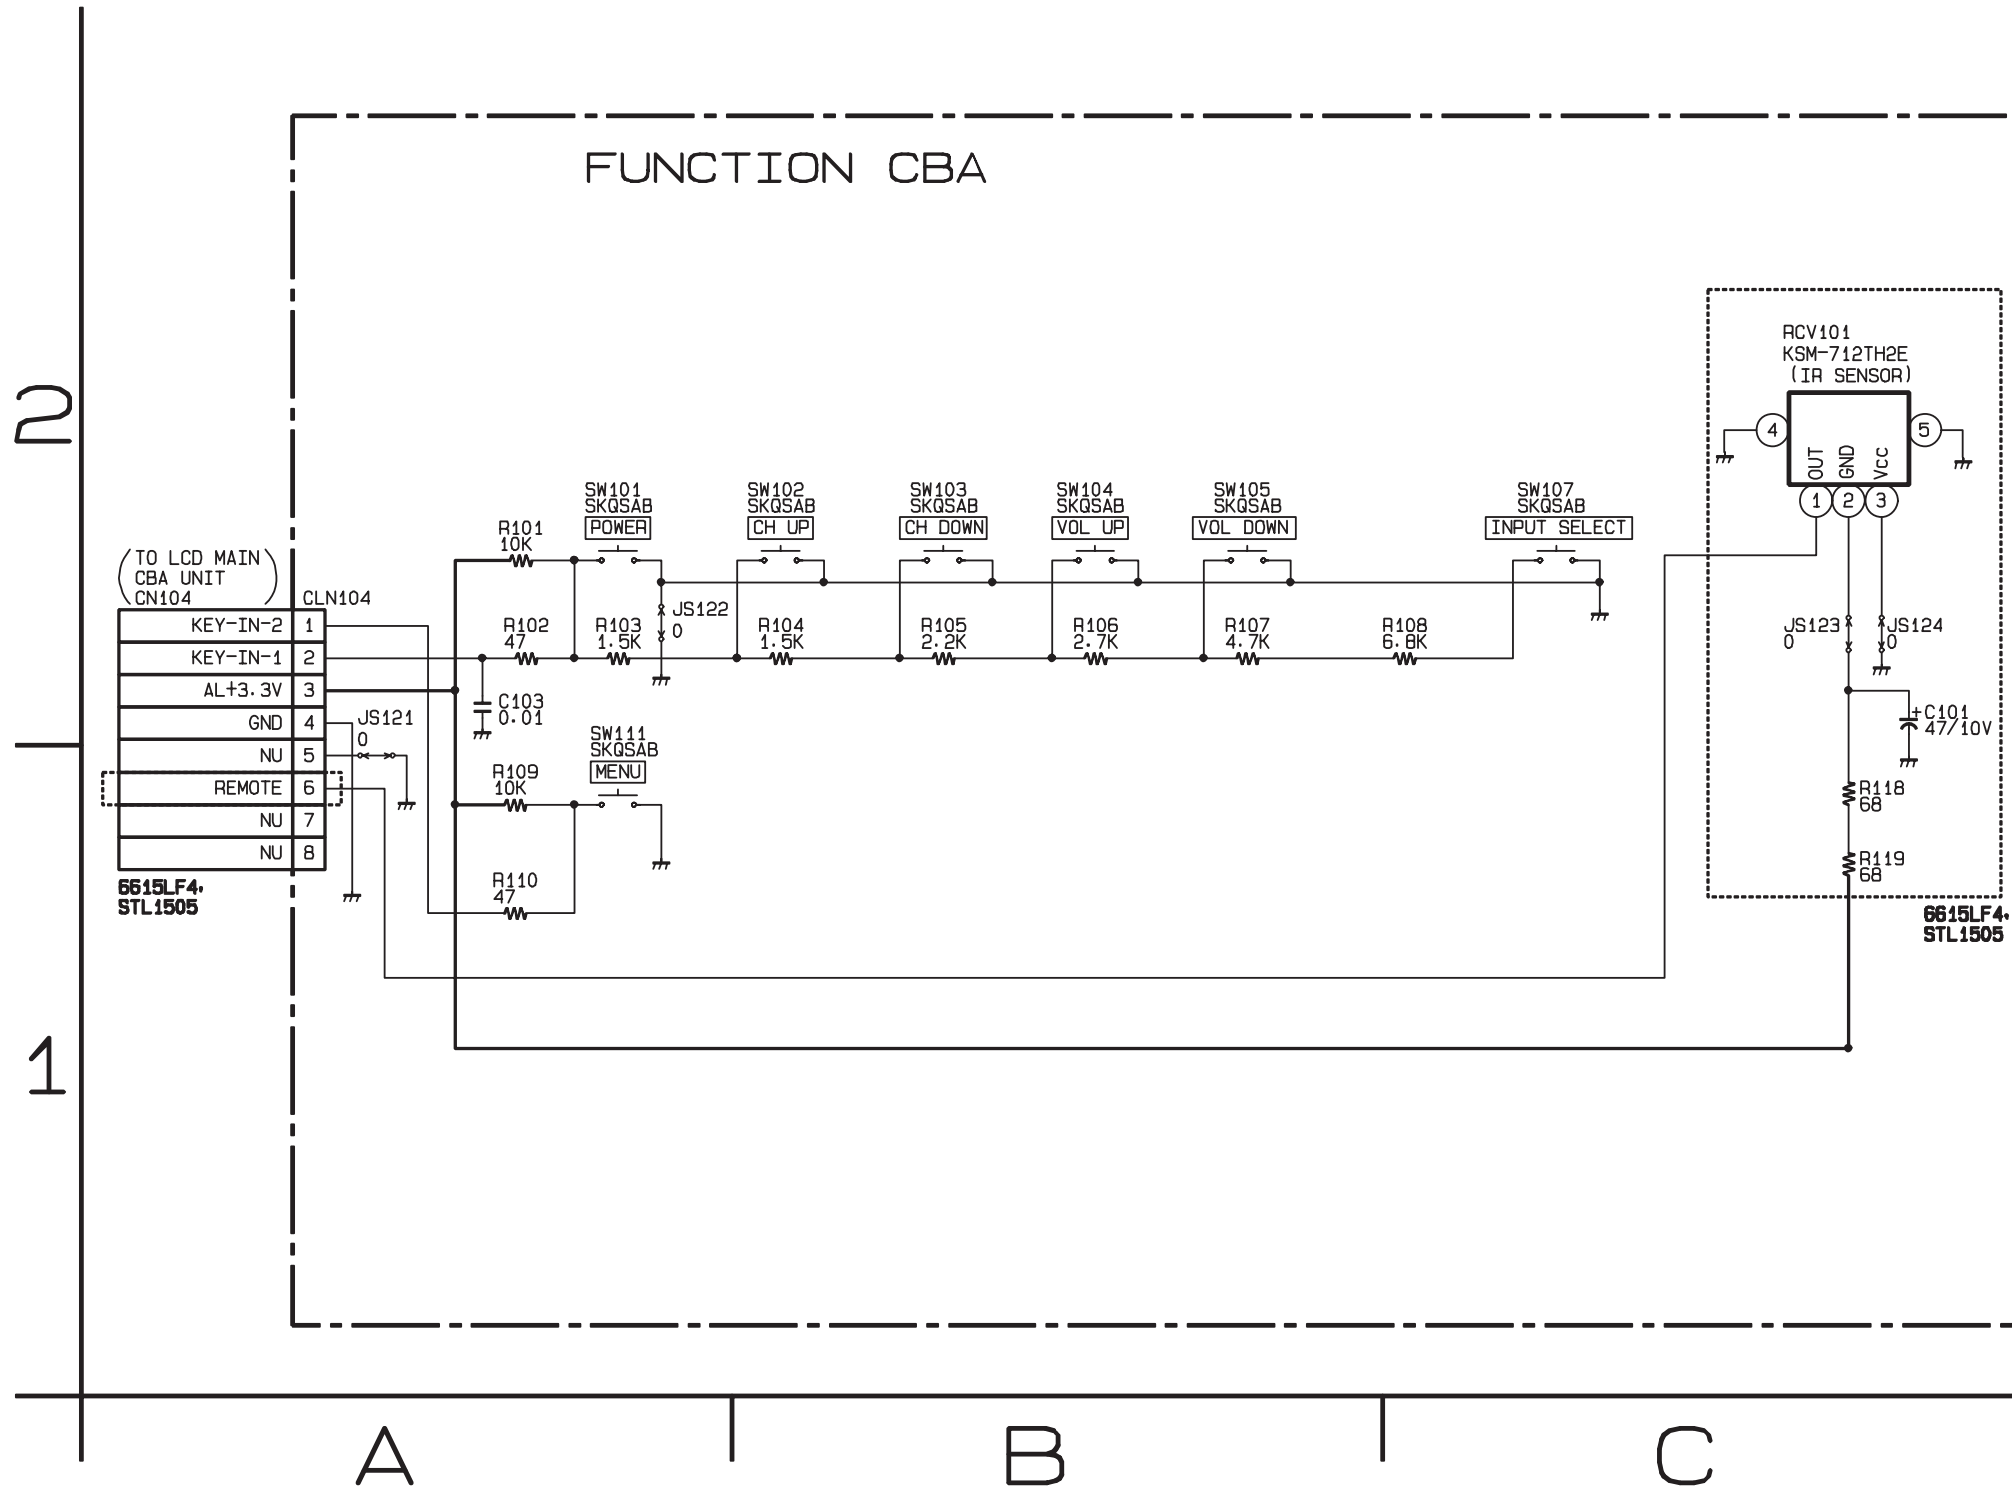 FUNCTION CBA
2
1
A
B
C
TO LCD MAIN
CBA UNIT
CN104
CLN104
KEY-IN-2 1
KEY-IN-1 2
AL+3.3V 3
GND 4
NU 5
REMOTE 6
NU 7
NU 8
6615LF4,
STL1505
JS121
0
R101
10K
R102
47
C103
0.01
R109
10K
R110
47
SW101
SKQSAB
POWER
R103
1.5K
JS122
0
SW111
SKQSAB
MENU
SW102
SKQSAB
CH UP
R104
1.5K
SW103
SKQSAB
CH DOWN
R105
2.2K
SW104
SKQSAB
VOL UP
R106
2.7K
SW105
SKQSAB
VOL DOWN
R107
4.7K
R108
6.8K
SW107
SKQSAB
INPUT SELECT
RCV101
KSM-712TH2E
(IR SENSOR)
4
5
OUT
GND
Vcc
1
2
3
JS123
0
JS124
0
+C101
47/10V
R118
68
R119
68
6615LF4,
STL1505